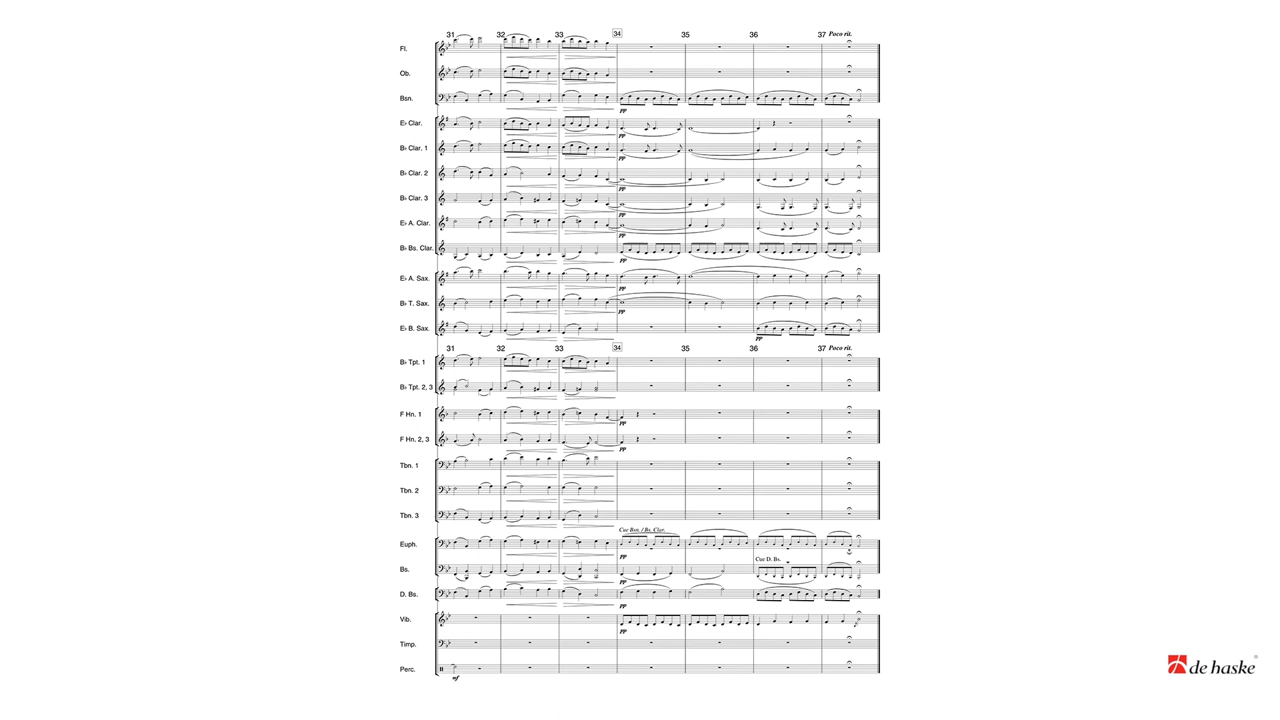 31 32 33 34 35 36 37 Poco rit.
Fl.
Ob.
Bsn.
pp
E♭ Clar.
pp
B♭ Clar. 1
pp
B♭ Clar. 2
pp
B♭ Clar. 3
pp
E♭ A. Clar.
pp
B♭ Bs. Clar.
pp
E♭ A. Sax.
pp
B♭ T. Sax.
pp
E♭ B. Sax.
pp
31 32 33 34 35 36 37 Poco rit.
B♭ Tpt. 1
B♭ Tpt. 2, 3
F Hn. 1
pp
F Hn. 2, 3
pp
Tbn. 1
Tbn. 2
Tbn. 3
Cue Bsn. / Bs. Clar.
Euph.
pp
Cue D. Bs.
Bs.
pp
D. Bs.
pp
Vib.
pp
Timp.
Perc.
mf
de haske®